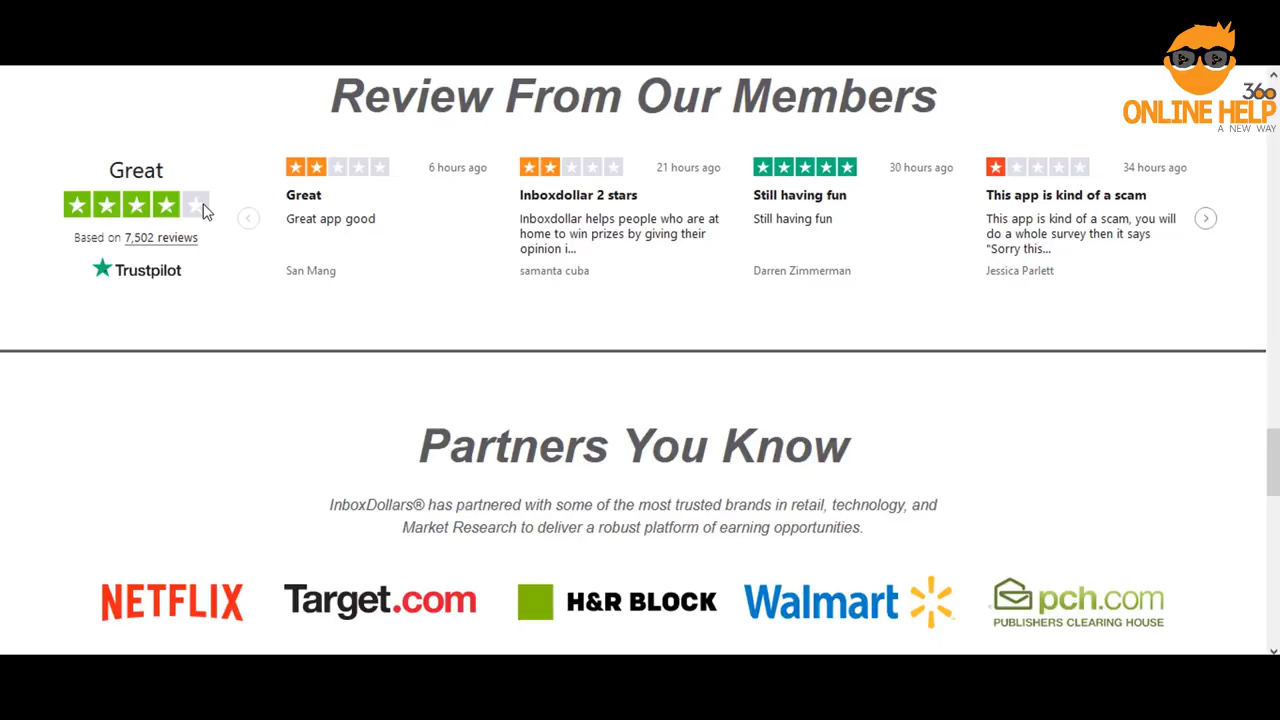 360
ONLINE HELP
A NEW WAY
Review From Our Members
Great
Based on 7,502 reviews
Trustpilot
6 hours ago
Great
Great app good
San Mang
21 hours ago
Inboxdollar 2 stars
Inboxdollar helps people who are at
home to win prizes by giving their
opinion i...
samanta cuba
30 hours ago
Still having fun
Still having fun
Darren Zimmerman
34 hours ago
This app is kind of a scam
This app is kind of a scam, you will
do a whole survey then it says
"Sorry this...
Jessica Parlett
Partners You Know
InboxDollars® has partnered with some of the most trusted brands in retail, technology, and
Market Research to deliver a robust platform of earning opportunities.
NETFLIX
Target.com
H&R BLOCK
Walmart
pch.com
PUBLISHERS CLEARING HOUSE